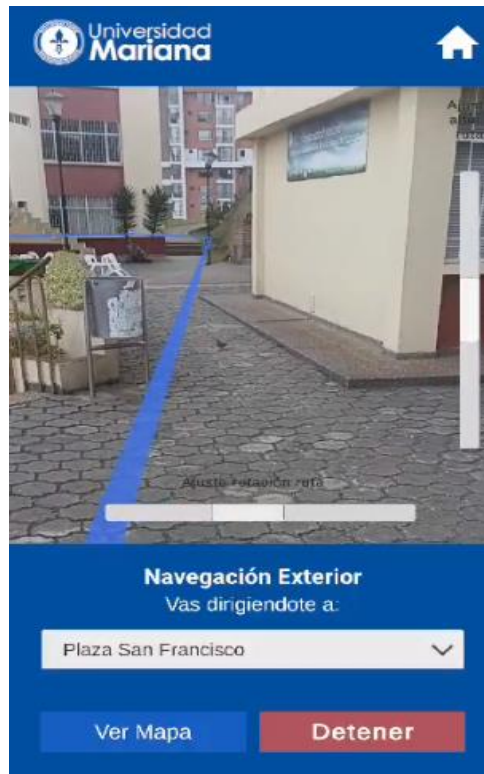 Universidad
Mariana
Ajuste rotación ruta
Navegación Exterior
Vas dirigiendote a:
Plaza San Francisco
Ver Mapa
Detener